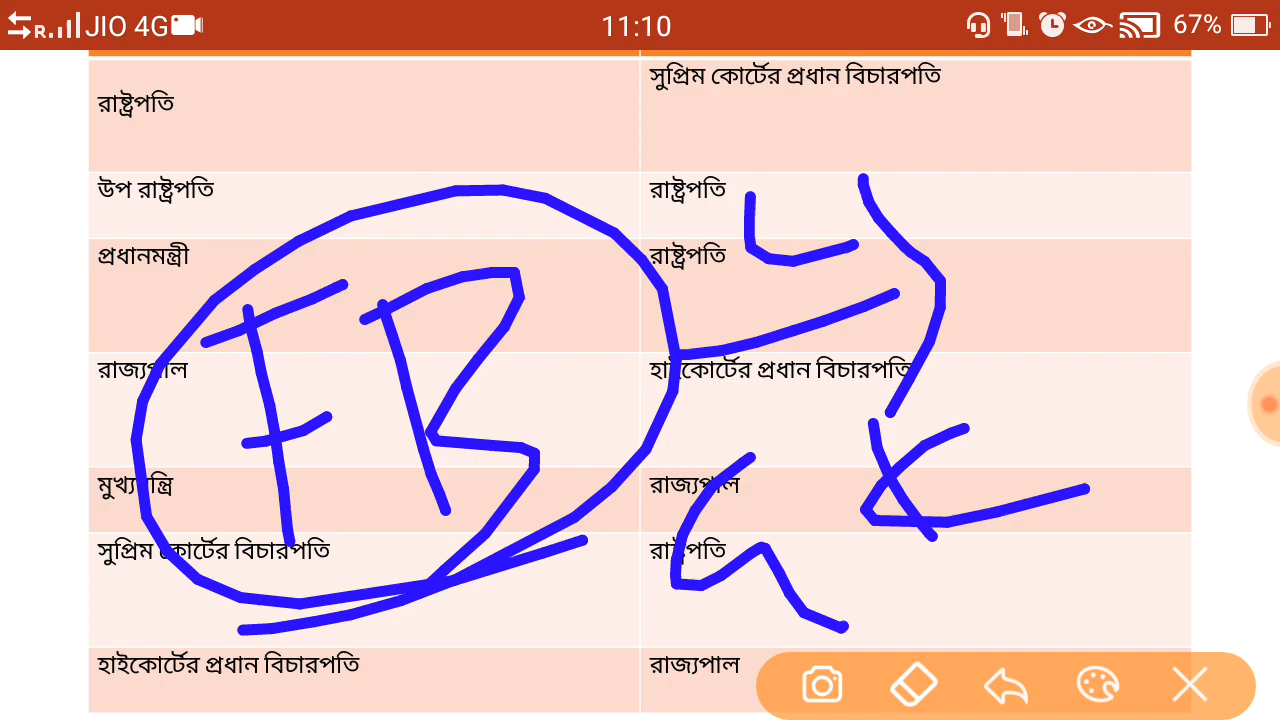 R JIO 4G 11:10 67%
রাষ্ট্রপতি সুপ্রিম কোর্টের প্রধান বিচারপতি
উপ রাষ্ট্রপতি রাষ্ট্রপতি
প্রধানমন্ত্রী রাষ্ট্রপতি
রাজ্যপাল হাইকোর্টের প্রধান বিচারপতি
মুখ্যমন্ত্রি রাজ্যপাল
সুপ্রিম কোর্টের বিচারপতি রাষ্ট্রপতি
হাইকোর্টের প্রধান বিচারপতি রাজ্যপাল
FB